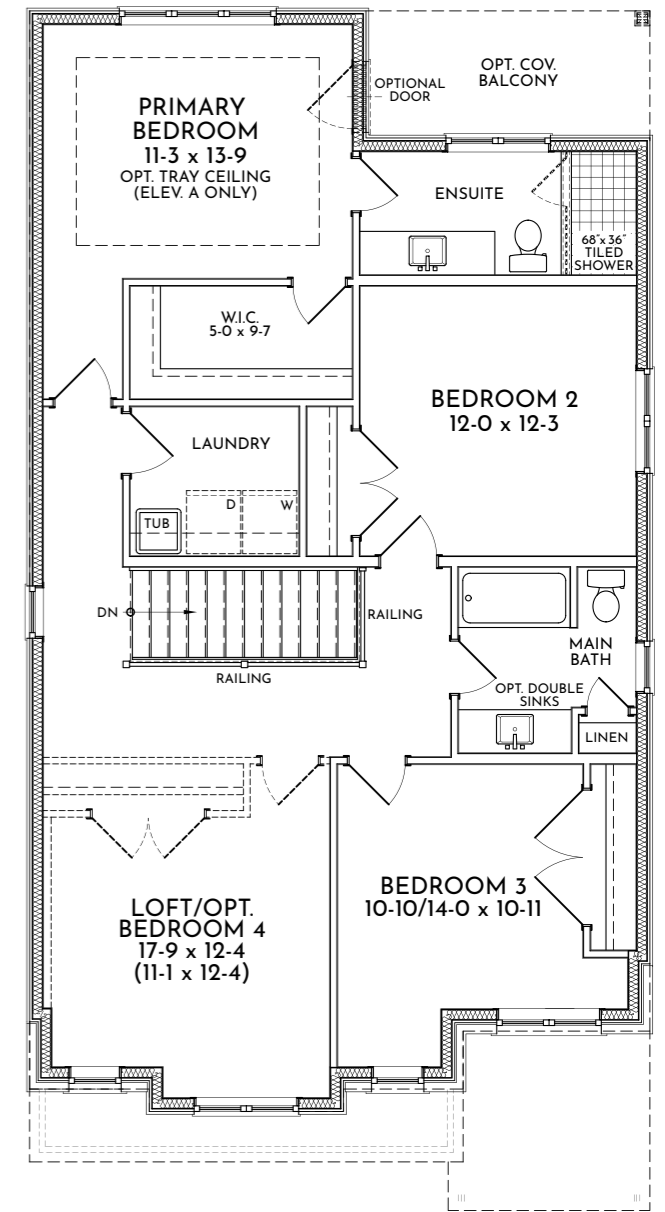 OPT. COV.
BALCONY
OPTIONAL
DOOR
PRIMARY
BEDROOM
11-3 x 13-9
OPT. TRAY CEILING
(ELEV. A ONLY)
ENSUITE
68"x 36"
TILED
SHOWER
W.I.C.
5-0 x 9-7
BEDROOM 2
12-0 x 12-3
LAUNDRY
D
W
TUB
DN
RAILING
RAILING
MAIN
BATH
OPT. DOUBLE
SINKS
LINEN
LOFT/OPT.
BEDROOM 4
17-9 x 12-4
(11-1 x 12-4)
BEDROOM 3
10-10/14-0 x 10-11